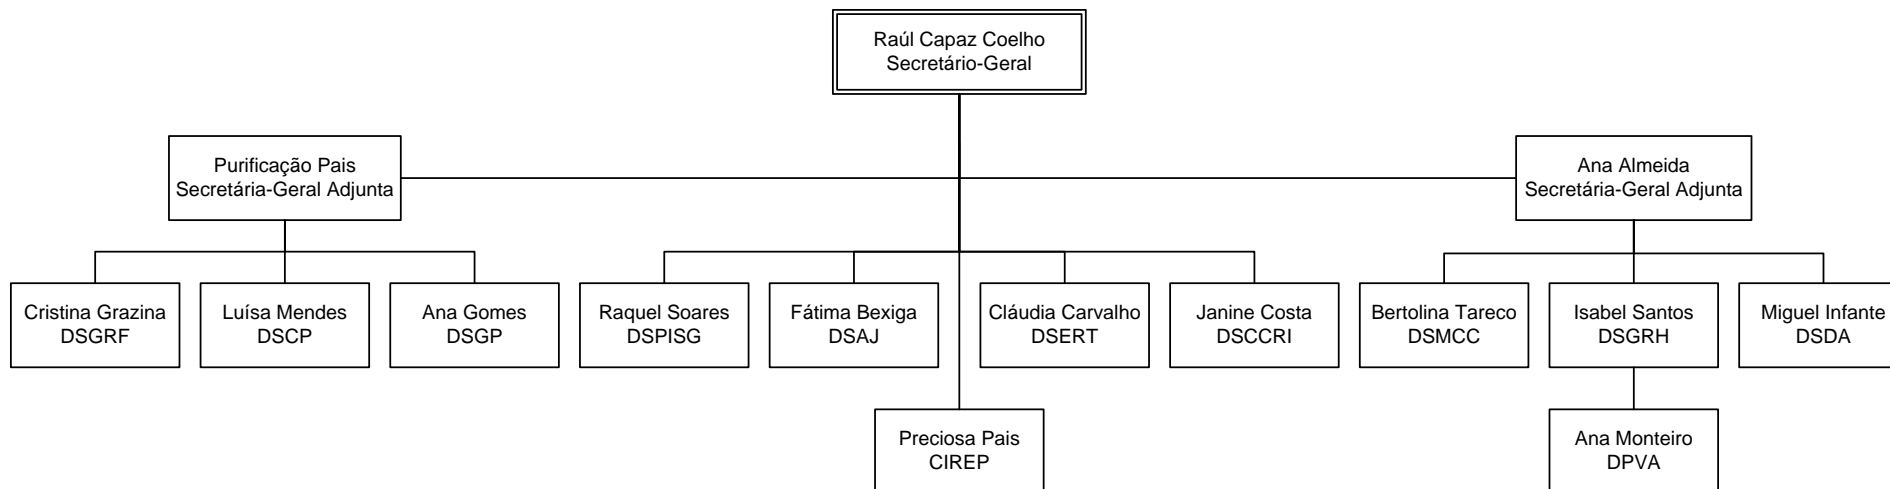 Raúl Capaz Coelho
Secretário-Geral
Purificação Pais
Secretária-Geral Adjunta
Ana Almeida
Secretária-Geral Adjunta
Cristina Grazina
DSGRF
Luísa Mendes
DSCP
Ana Gomes
DSGP
Raquel Soares
DSPISG
Fátima Bexiga
DSAJ
Cláudia Carvalho
DSERT
Janine Costa
DSCCRI
Bertolina Tareco
DSMCC
Isabel Santos
DSGRH
Miguel Infante
DSDA
Preciosa Pais
CIREP
Ana Monteiro
DPVA